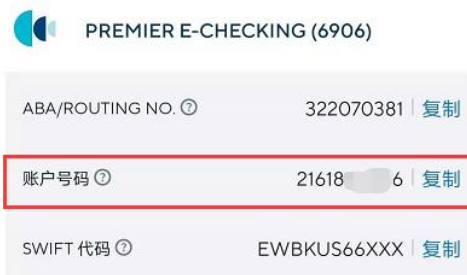 PREMIER E-CHECKING (6906)
ABA/ROUTING NO. ? 322070381 复制
账户号码 ? 21618 6 复制
SWIFT 代码 ? EWBKUS66XXX 复制